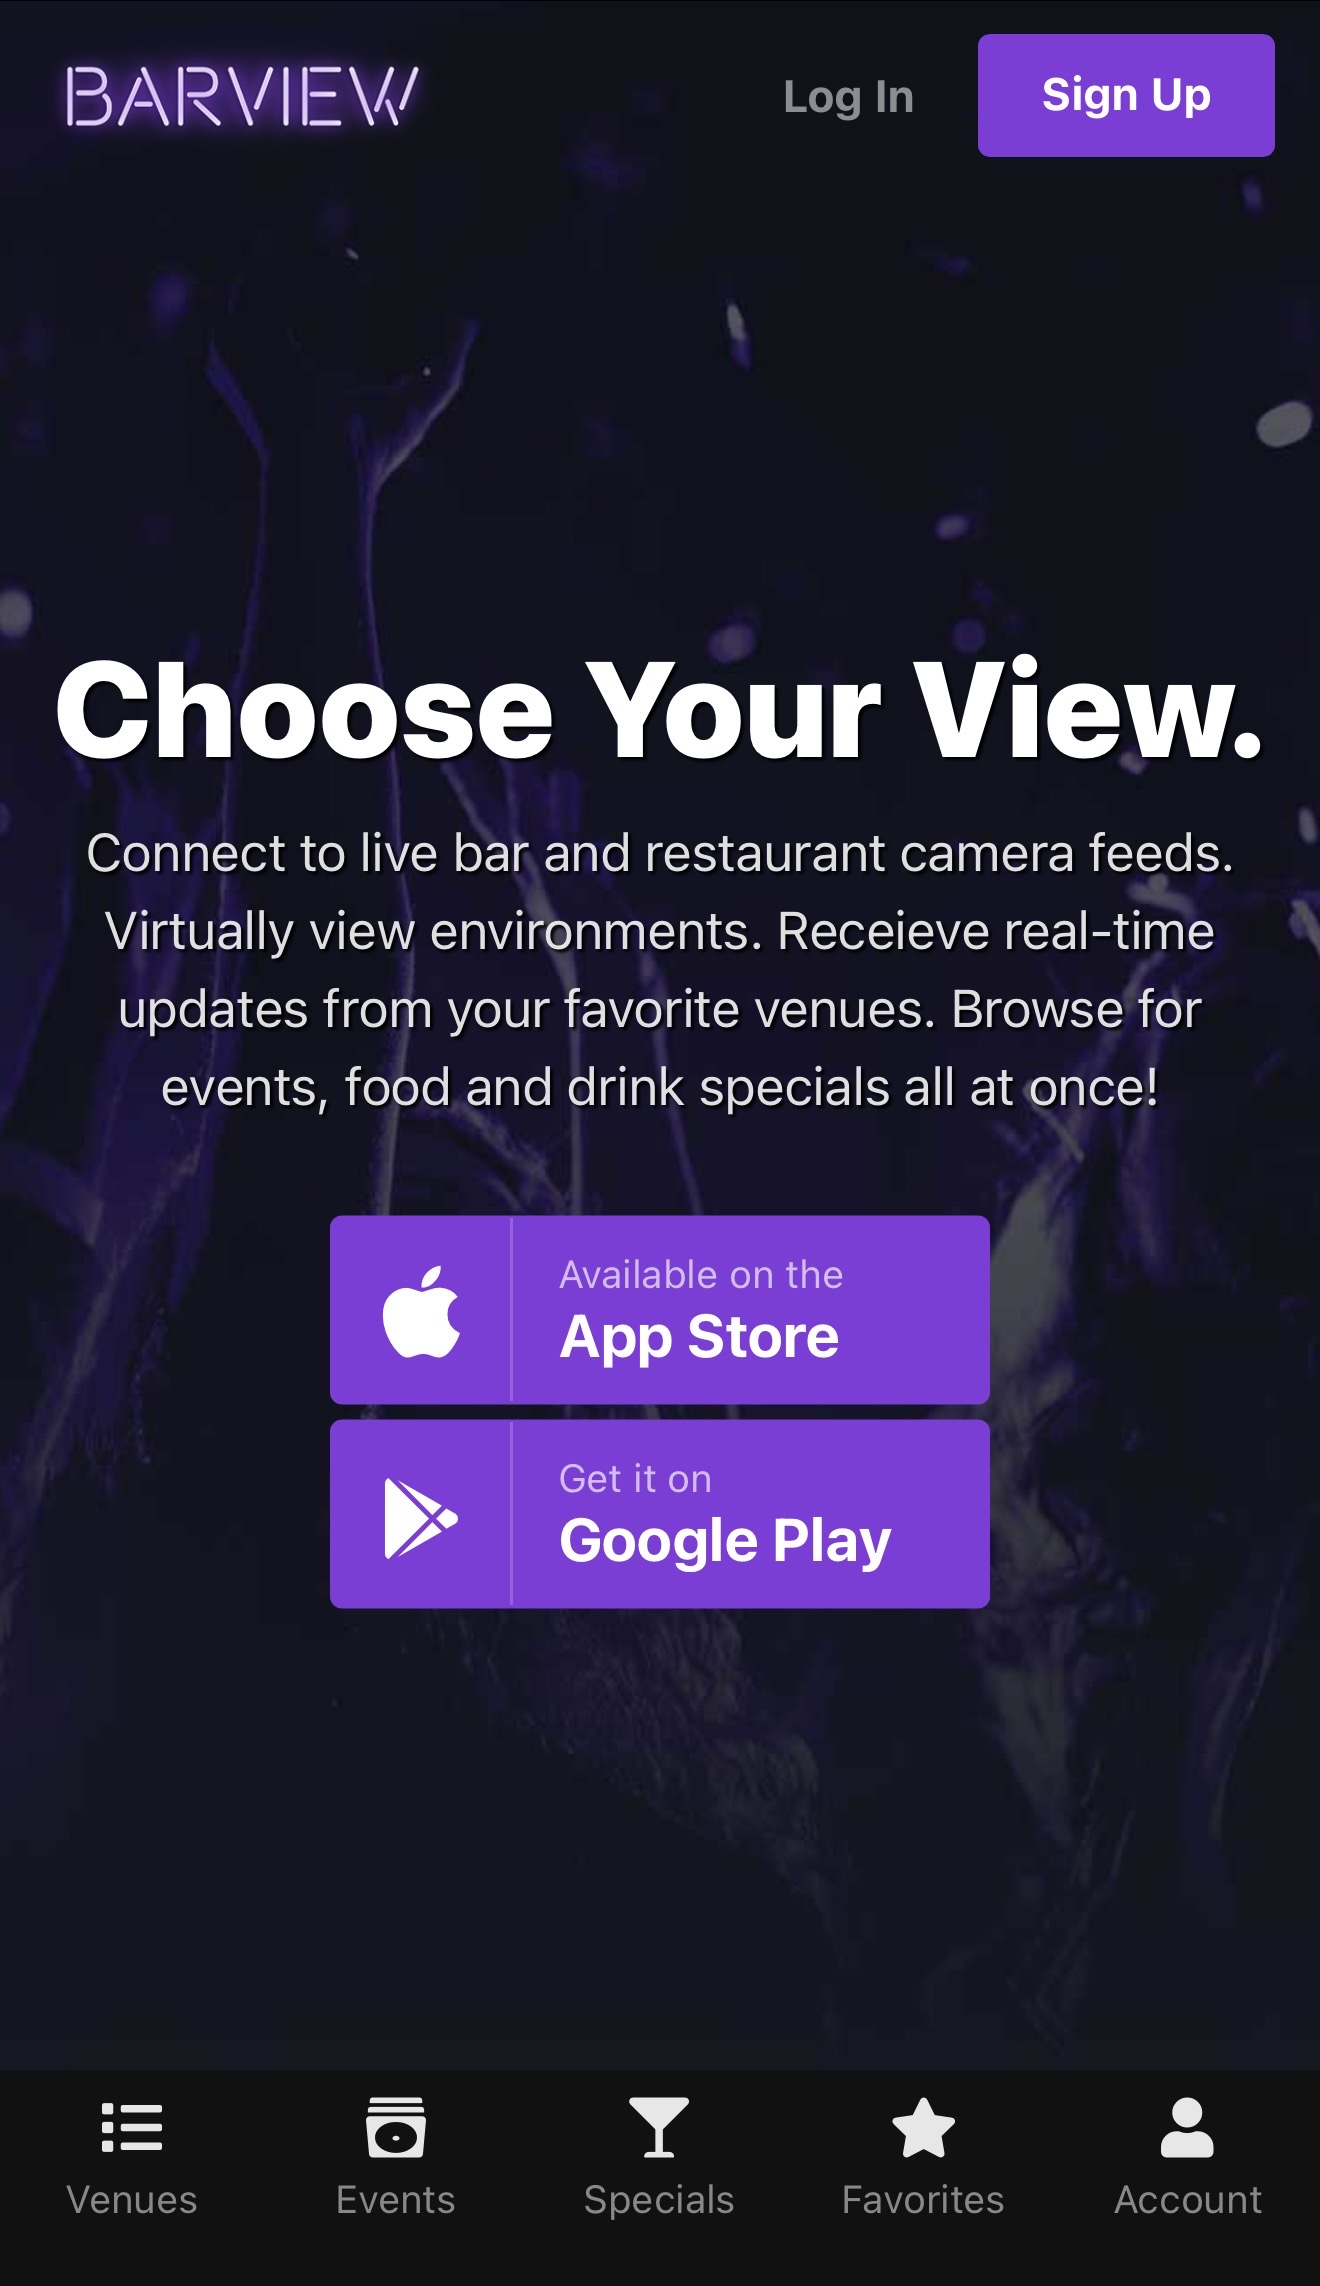 BARVIEW
Log In
Sign Up
Choose Your View.
Connect to live bar and restaurant camera feeds.
Virtually view environments. Receieve real-time
updates from your favorite venues. Browse for
events, food and drink specials all at once!
Available on the
App Store
Get it on
Google Play
Venues
Events
Specials
Favorites
Account